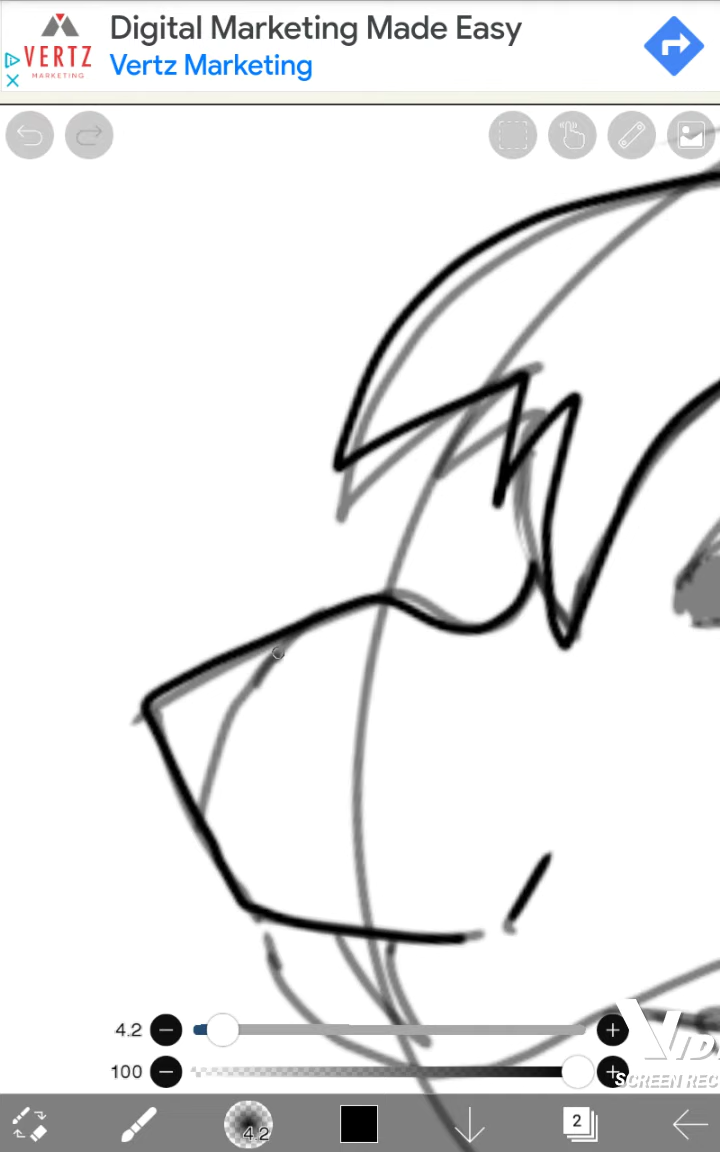 Digital Marketing Made Easy
VERTZ
MARKETING
Vertz Marketing
4.2
100
SCREEN REC
4.2
2